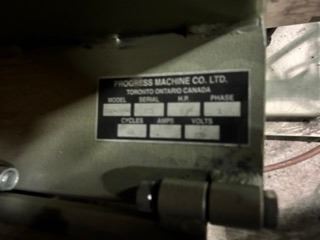 PROGRESS MACHINE CO. LTD.
TORONTO ONTARIO CANADA
MODEL SERIAL H.P. PHASE
CYCLES AMPS VOLTS